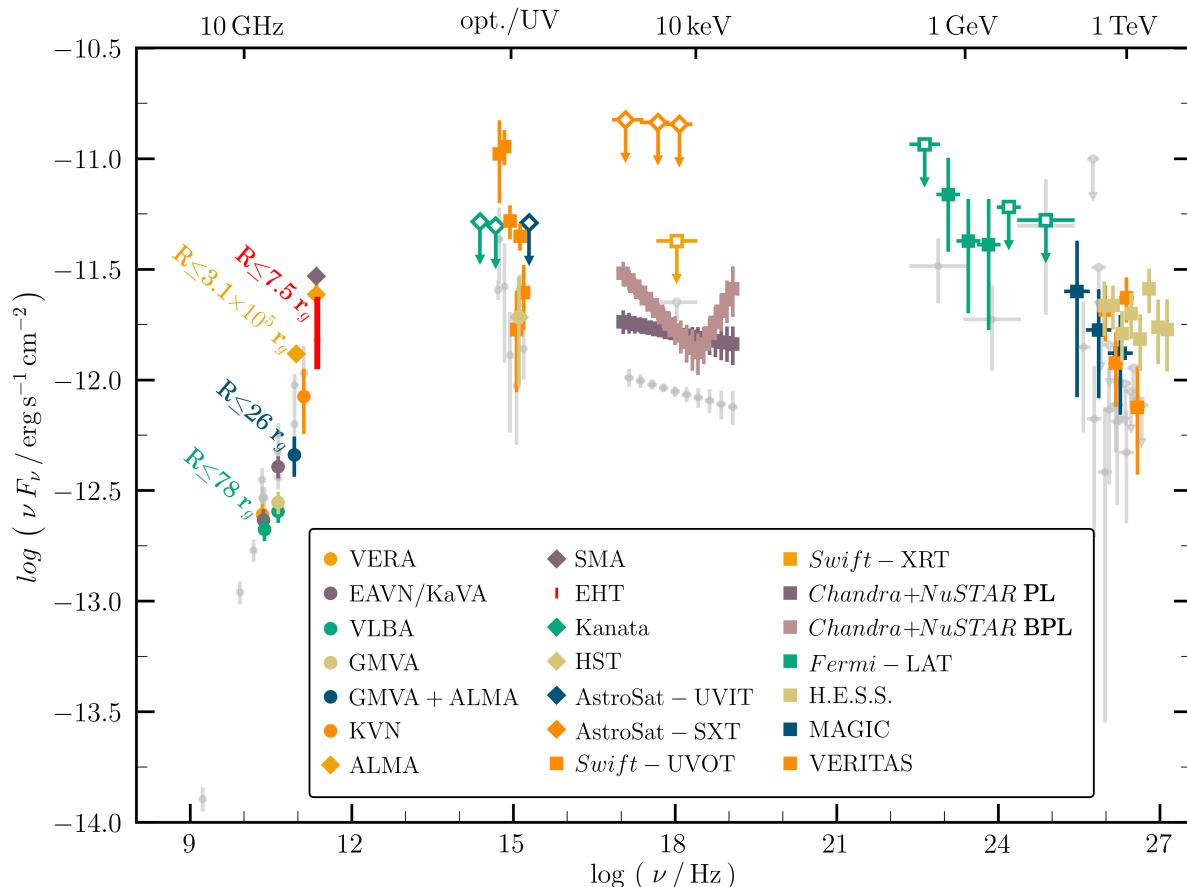 10 GHz opt./UV 10 keV 1 GeV 1 TeV
−10.5
−11.0
−11.5
−12.0
−12.5
−13.0
−13.5
−14.0
log ( ν F_ν / erg s⁻¹ cm⁻² )
R≤7.5 r_g
R≤3.1×10⁵ r_g
R≤26 r_g
R≤78 r_g
VERA
EAVN/KaVA
VLBA
GMVA
GMVA + ALMA
KVN
ALMA
SMA
EHT
Kanata
HST
AstroSat − UVIT
AstroSat − SXT
Swift − UVOT
Swift − XRT
Chandra+NuSTAR PL
Chandra+NuSTAR BPL
Fermi − LAT
H.E.S.S.
MAGIC
VERITAS
9 12 15 18 21 24 27
log ( ν / Hz )